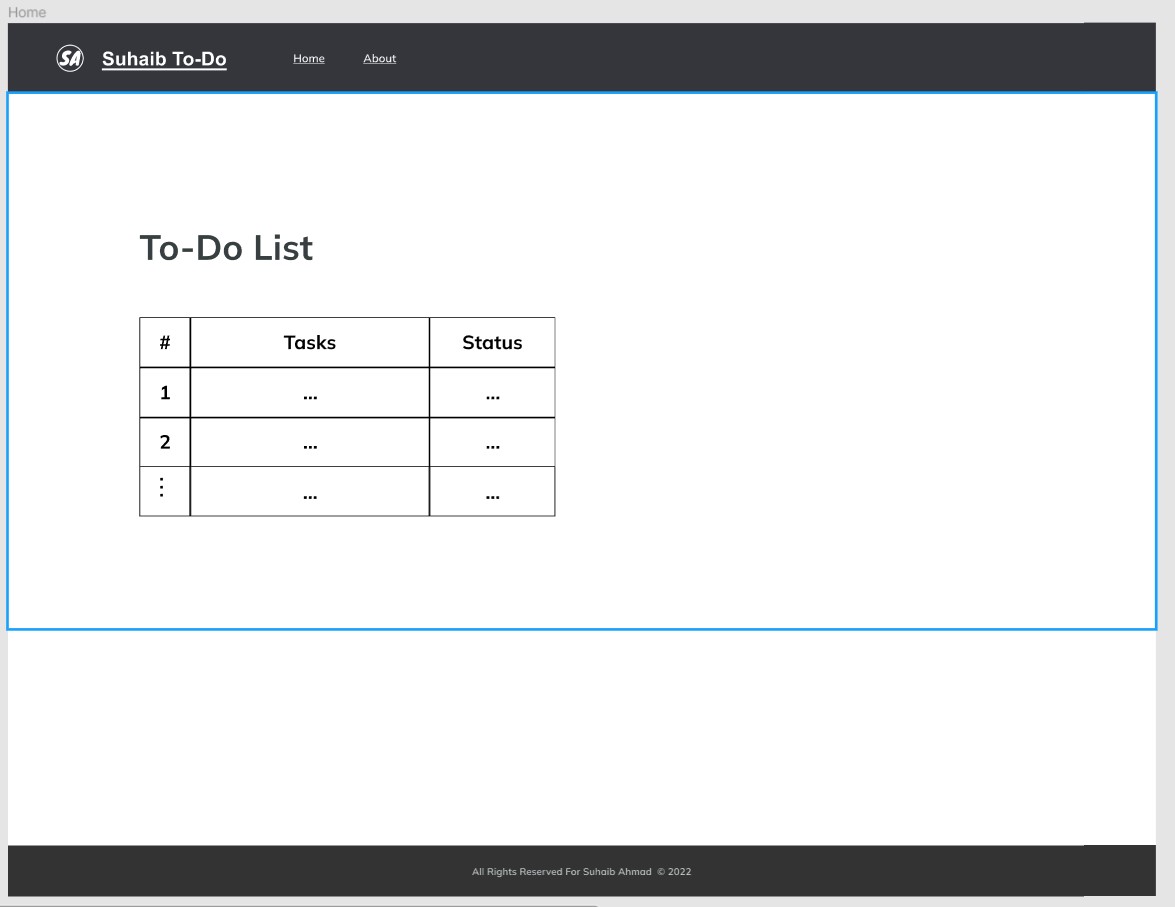 Home
SA Suhaib To-Do Home About
To-Do List
# Tasks Status
1 ... ...
2 ... ...
⋮ ... ...
All Rights Reserved For Suhaib Ahmad © 2022